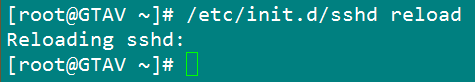 [root@GTAV ~]# /etc/init.d/sshd reload
Reloading sshd:
[root@GTAV ~]#